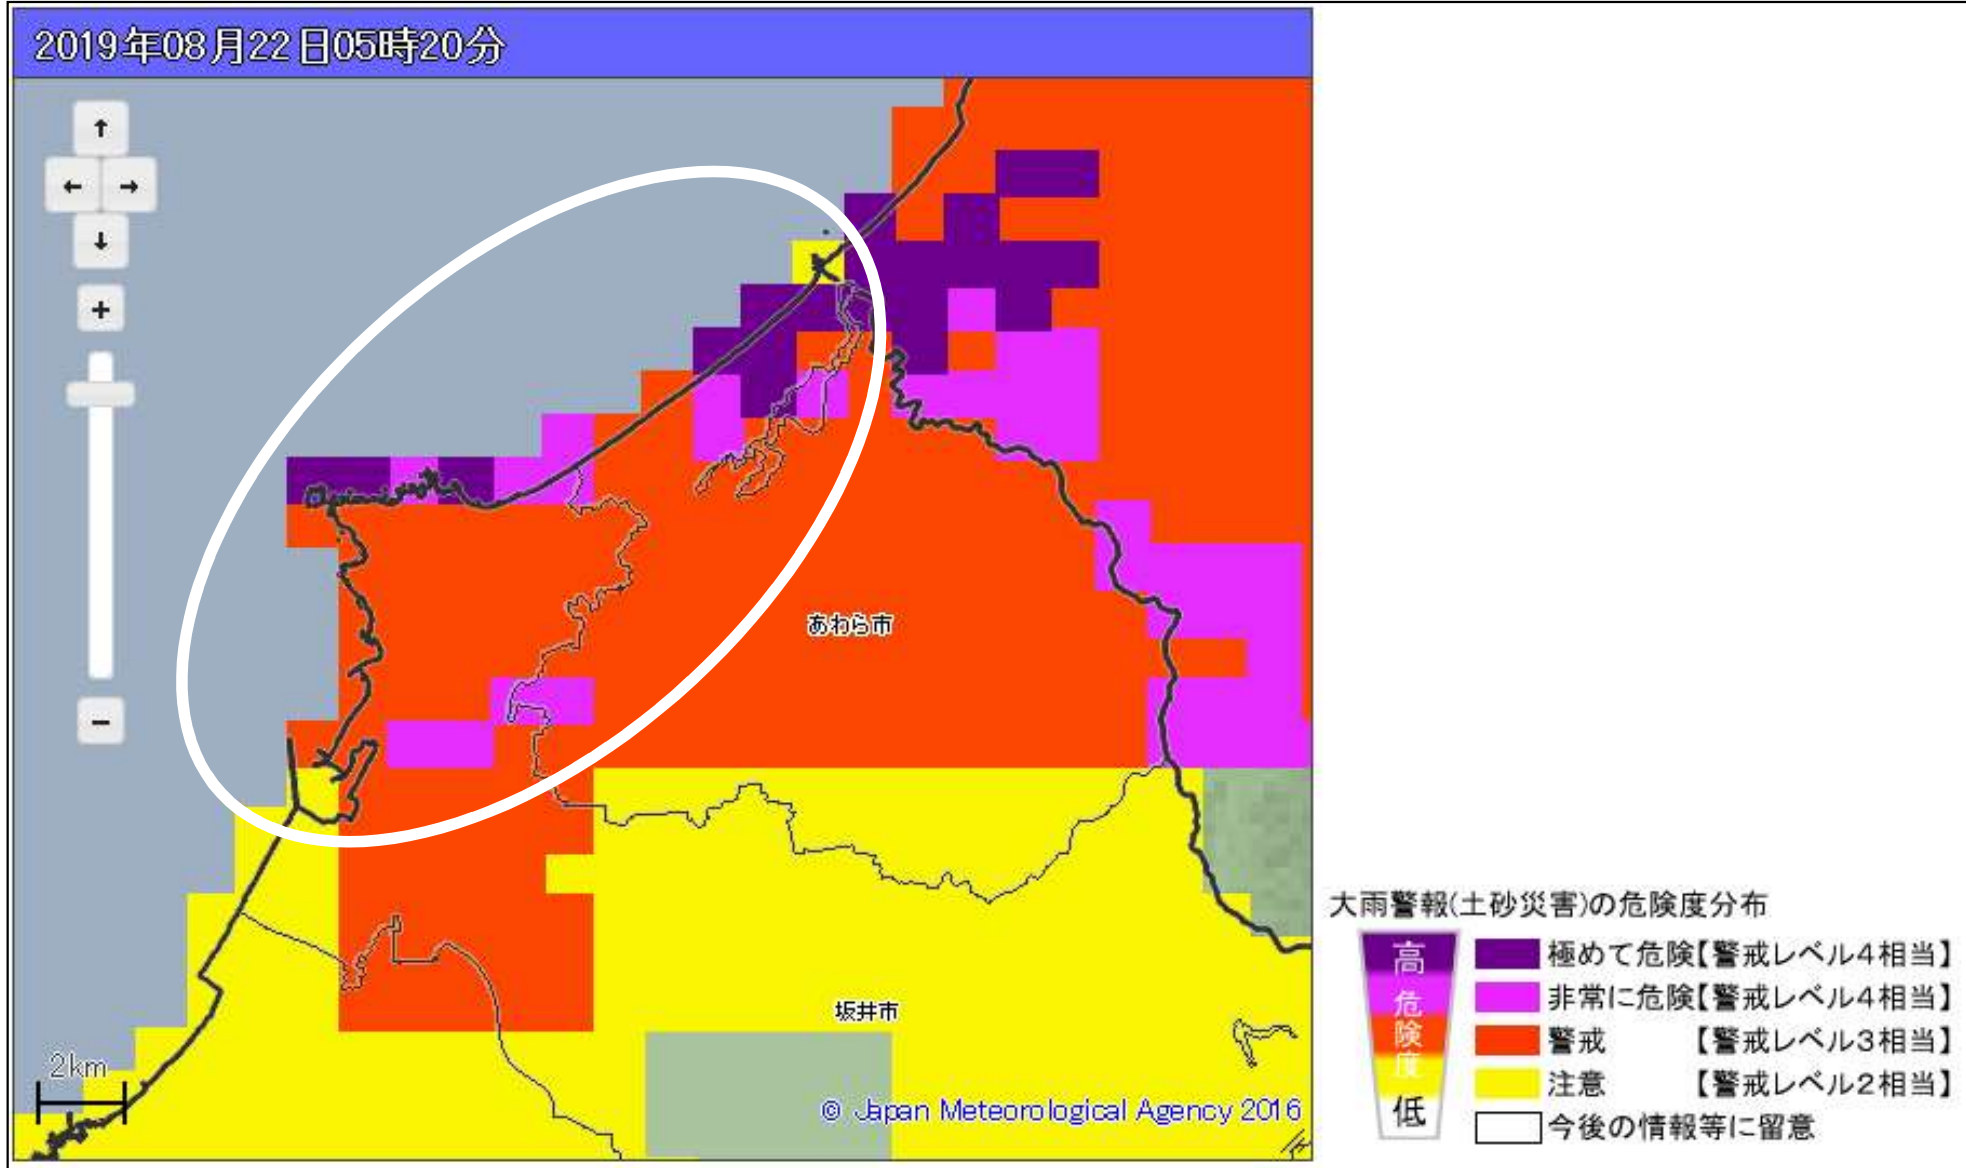 2019年08月22日05時20分
↑
← →
↓
+
−
あわら市
坂井市
2km
© Japan Meteorological Agency 2016
大雨警報(土砂災害)の危険度分布
高
危
険
度
低
極めて危険【警戒レベル4相当】
非常に危険【警戒レベル4相当】
警戒 【警戒レベル3相当】
注意 【警戒レベル2相当】
今後の情報等に留意